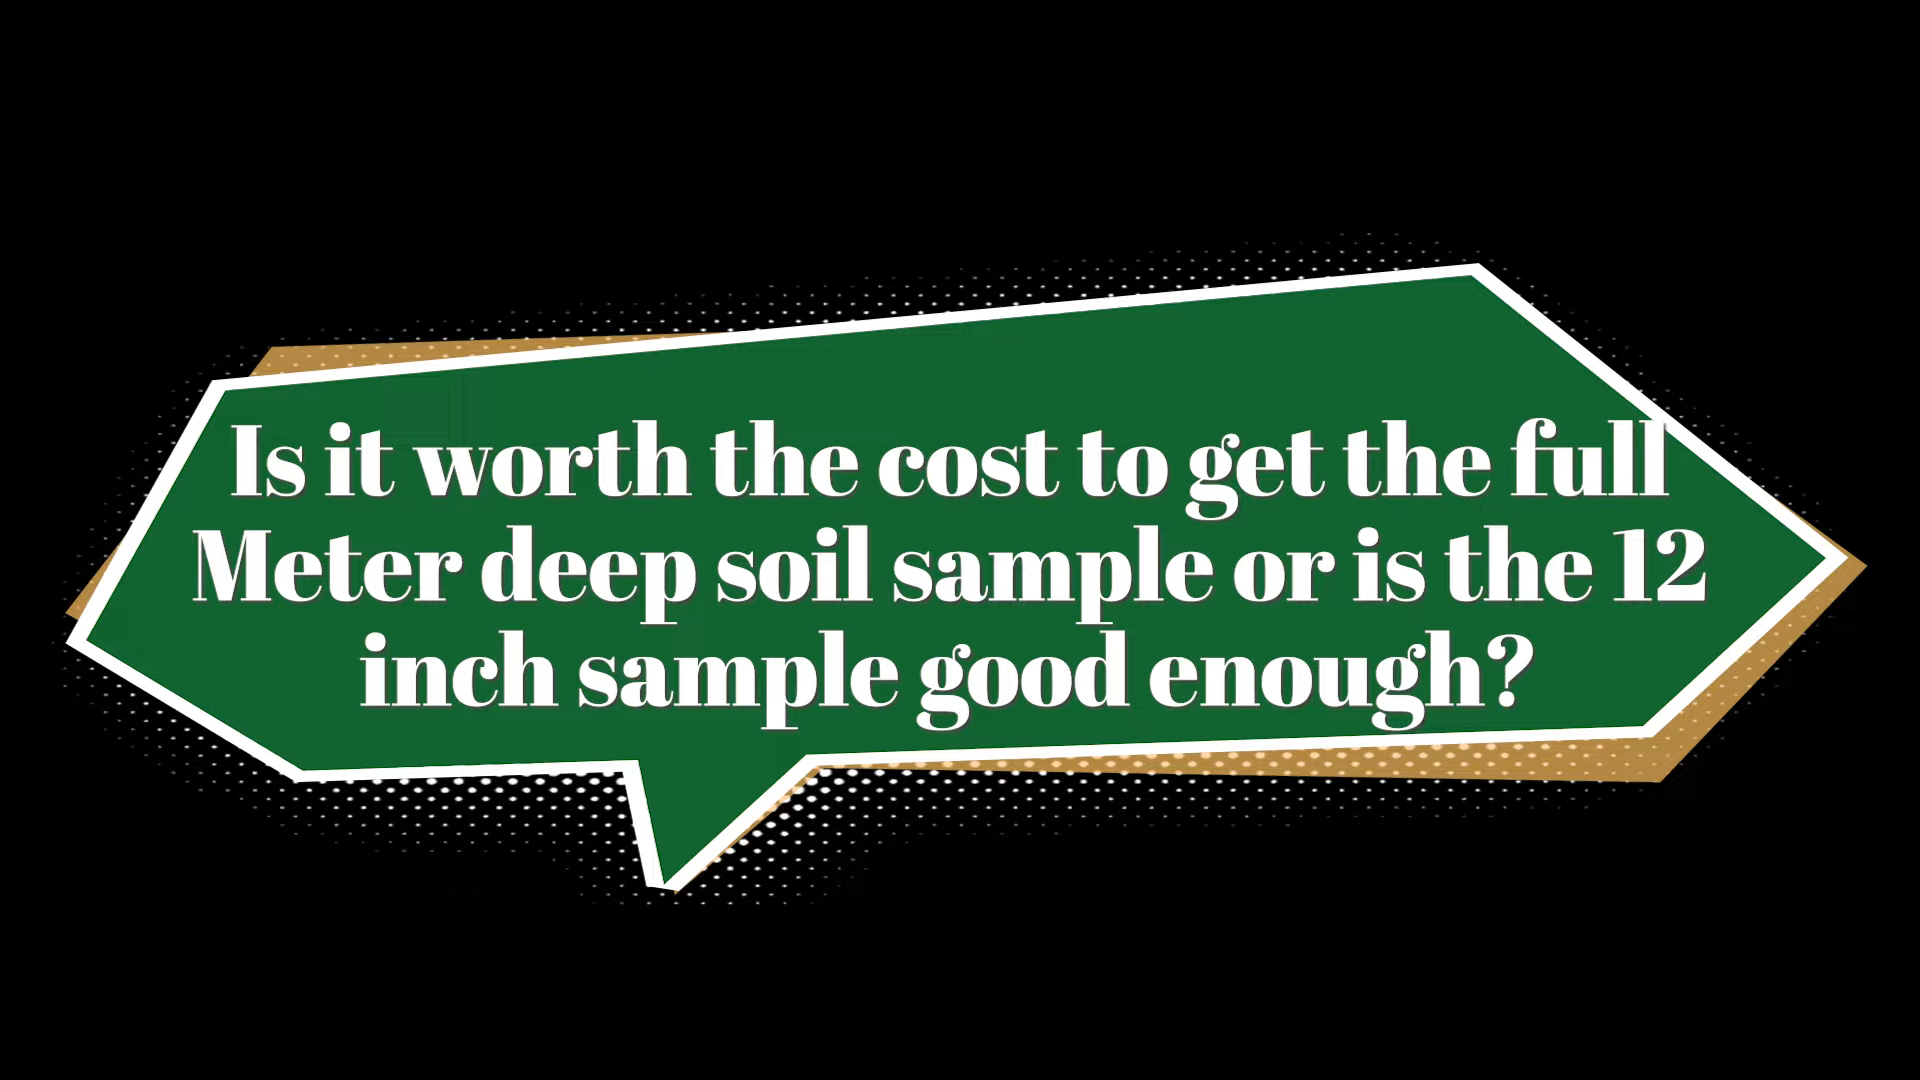 Is it worth the cost to get the full
Meter deep soil sample or is the 12
inch sample good enough?